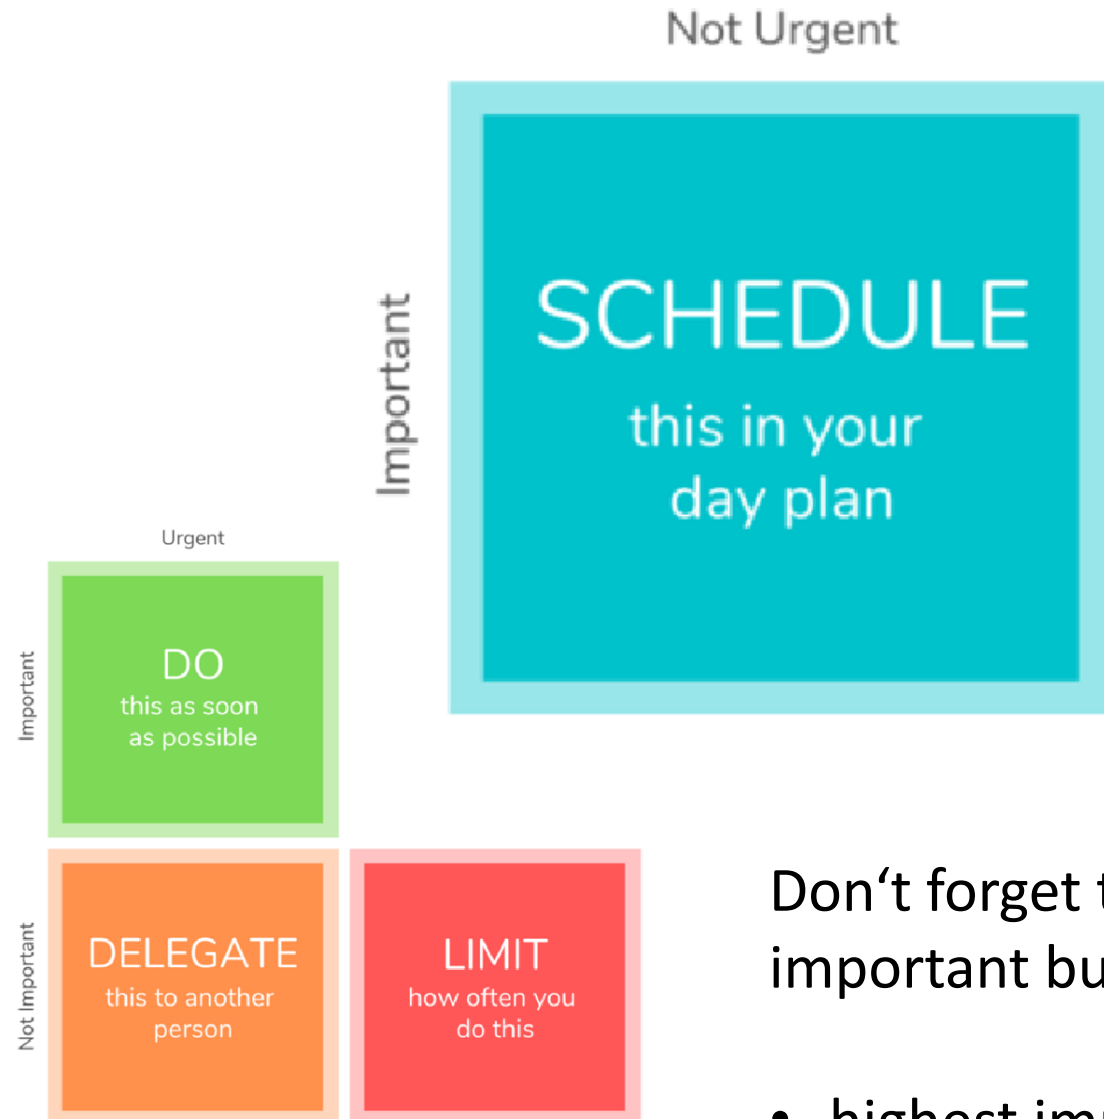 Not Urgent
Important
SCHEDULE
this in your
day plan
Urgent
Important
DO
this as soon
as possible
Not Important
DELEGATE
this to another
person
LIMIT
how often you
do this
Don‘t forget
important
• highest